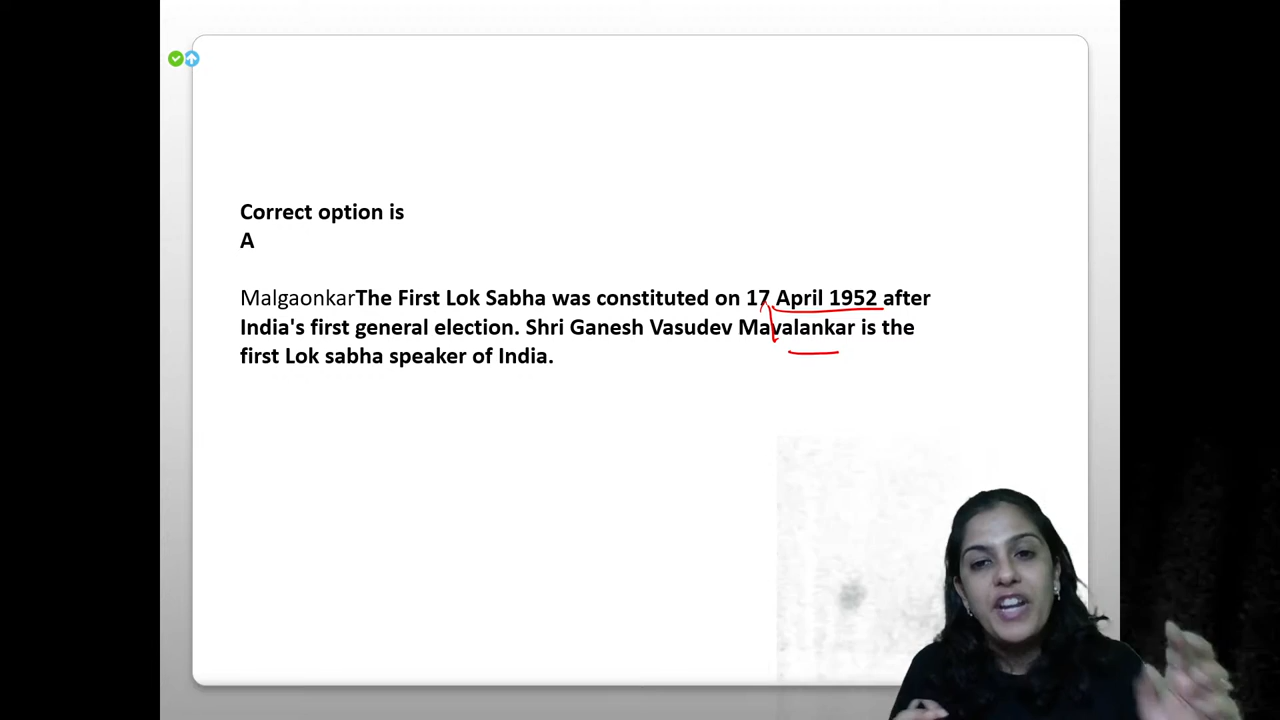 Correct option is
A
MalgaonkarThe First Lok Sabha was constituted on 17 April 1952 after
India's first general election. Shri Ganesh Vasudev Mavalankar is the
first Lok sabha speaker of India.